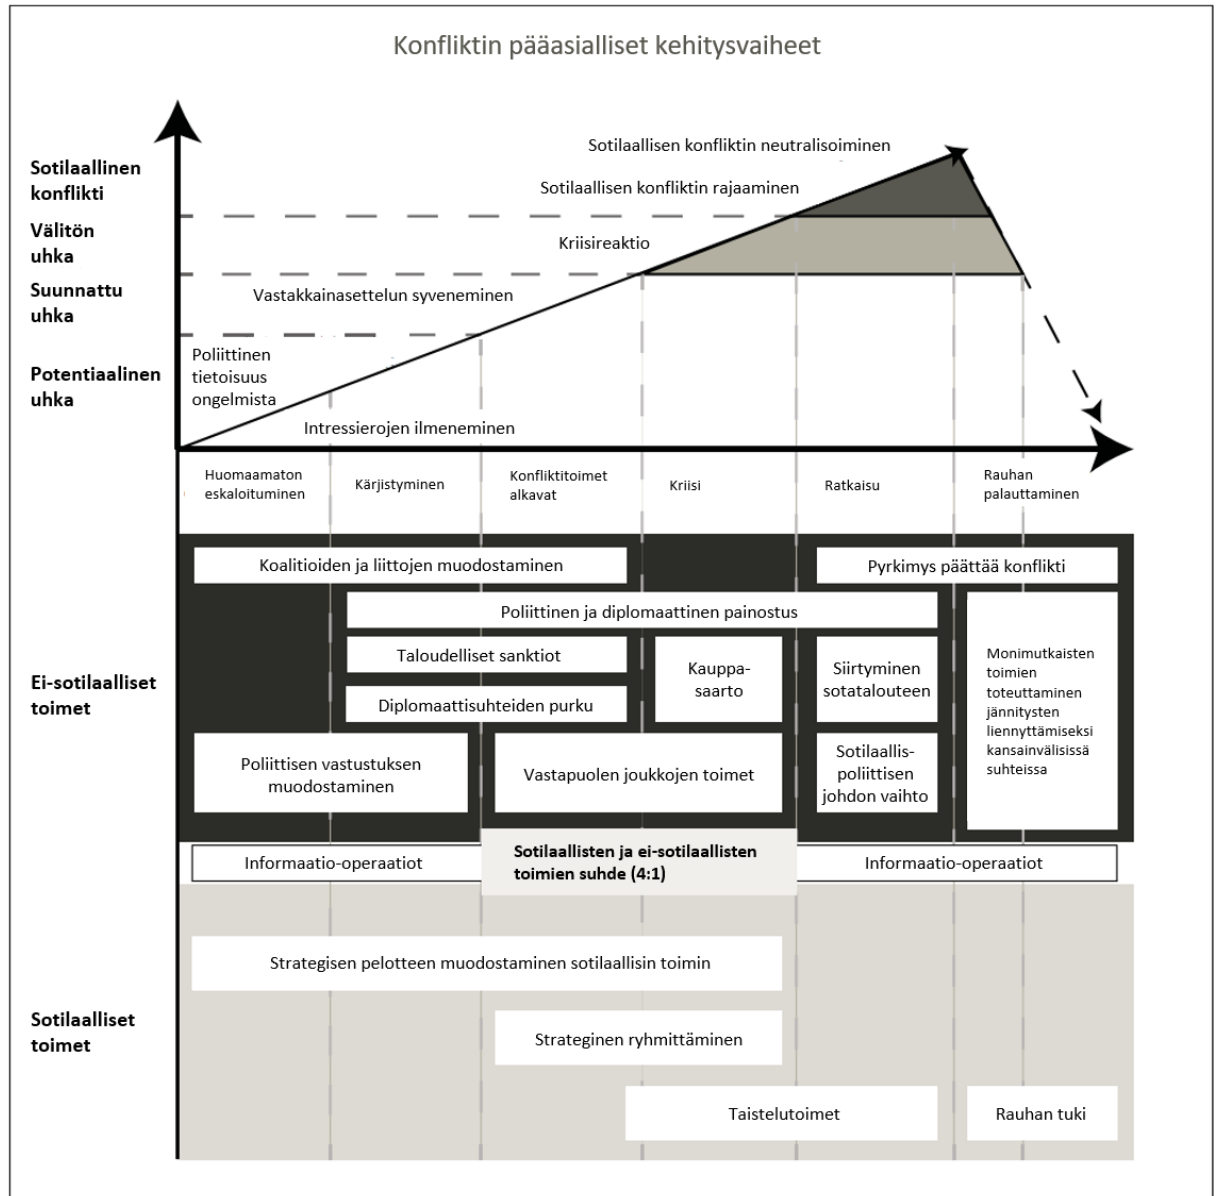 Konfliktin pääasialliset kehitysvaiheet
Sotilaallinen
konflikti
Välitön
uhka
Suunnattu
uhka
Potentiaalinen
uhka
Sotilaallisen konfliktin neutralisoiminen
Sotilaallisen konfliktin rajaaminen
Kriisireaktio
Vastakkainasettelun syveneminen
Poliittinen
tietoisuus
ongelmista
Intressierojen ilmeneminen
Huomaamaton
eskaloituminen
Kärjistyminen
Konfliktitoimet
alkavat
Kriisi
Ratkaisu
Rauhan
palauttaminen
Ei-sotilaalliset
toimet
Koalitioiden ja liittojen muodostaminen
Pyrkimys päättää konflikti
Poliittinen ja diplomaattinen painostus
Taloudelliset sanktiot
Diplomaattisuhteiden purku
Kauppa-
saarto
Siirtyminen
sotatalouteen
Monimutkaisten
toimien
toteuttaminen
jännitysten
liennyttämiseksi
kansainvälisissä
suhteissa
Poliittisen vastustuksen
muodostaminen
Vastapuolen joukkojen toimet
Sotilaallis-
poliittisen
johdon vaihto
Informaatio-operaatiot
Sotilaallisten ja ei-sotilaallisten
toimien suhde (4:1)
Informaatio-operaatiot
Sotilaalliset
toimet
Strategisen pelotteen muodostaminen sotilaallisin toimin
Strateginen ryhmittäminen
Taistelutoimet
Rauhan tuki